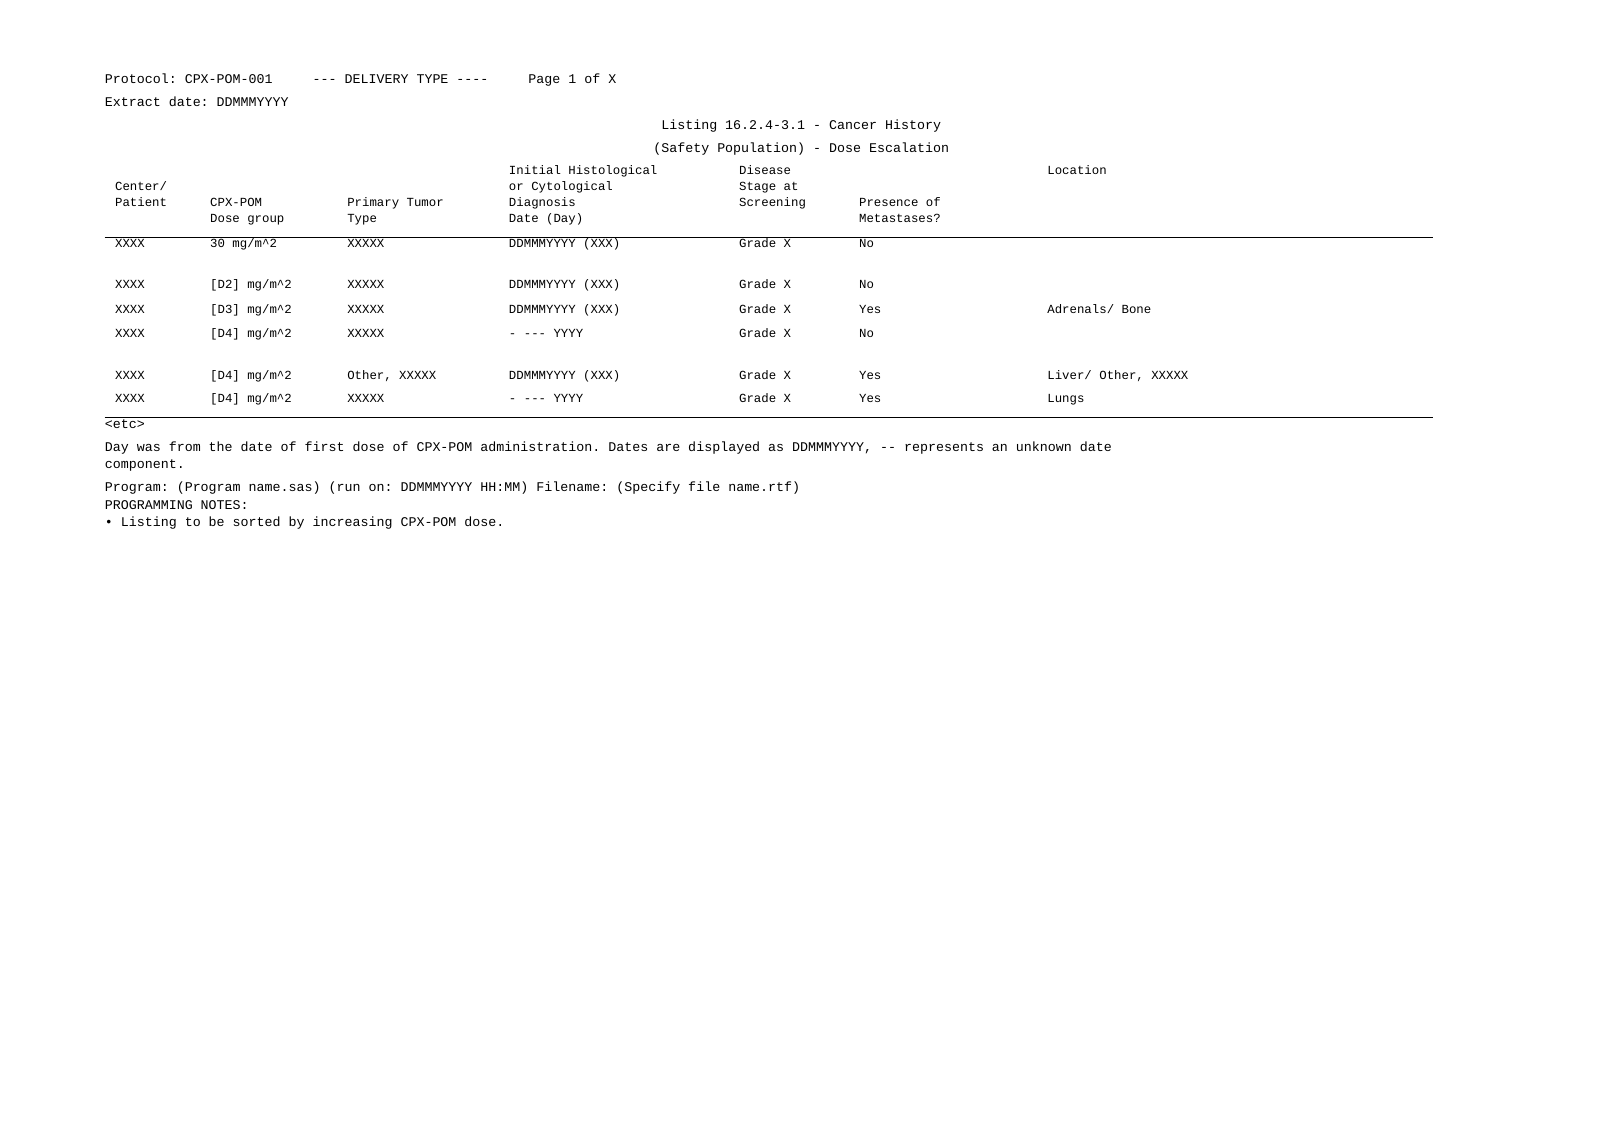 Protocol: CPX-POM-001     --- DELIVERY TYPE ----     Page 1 of X
Extract date: DDMMMYYYY
Listing 16.2.4-3.1 - Cancer History
(Safety Population) - Dose Escalation
Initial Histological Disease Location
Center/ or Cytological Stage at
Patient CPX-POM Primary Tumor Diagnosis Screening Presence of
Dose group Type Date (Day) Metastases?
XXXX 30 mg/m^2 XXXXX DDMMMYYYY (XXX) Grade X No
XXXX [D2] mg/m^2 XXXXX DDMMMYYYY (XXX) Grade X No
XXXX [D3] mg/m^2 XXXXX DDMMMYYYY (XXX) Grade X Yes Adrenals/ Bone
XXXX [D4] mg/m^2 XXXXX - --- YYYY Grade X No
XXXX [D4] mg/m^2 Other, XXXXX DDMMMYYYY (XXX) Grade X Yes Liver/ Other, XXXXX
XXXX [D4] mg/m^2 XXXXX - --- YYYY Grade X Yes Lungs
<etc>
Day was from the date of first dose of CPX-POM administration. Dates are displayed as DDMMMYYYY, -- represents an unknown date
component.
Program: (Program name.sas) (run on: DDMMMYYYY HH:MM) Filename: (Specify file name.rtf)
PROGRAMMING NOTES:
• Listing to be sorted by increasing CPX-POM dose.